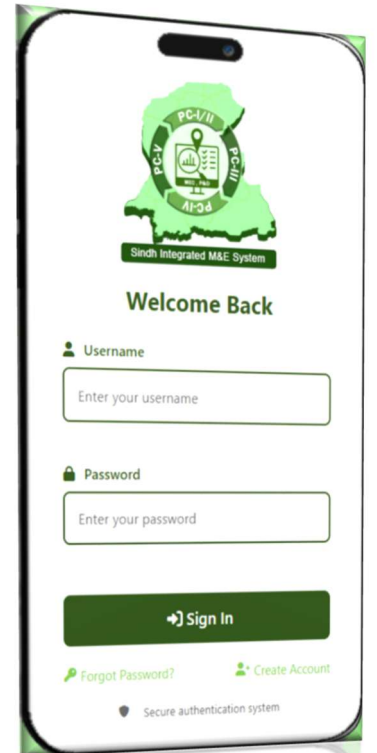 PC-I/II
PC-III
PC-IV
PC-V
Sindh Integrated M&E System
Welcome Back
Username
Enter your username
Password
Enter your password
Sign In
Forgot Password?
Create Account
Secure authentication system